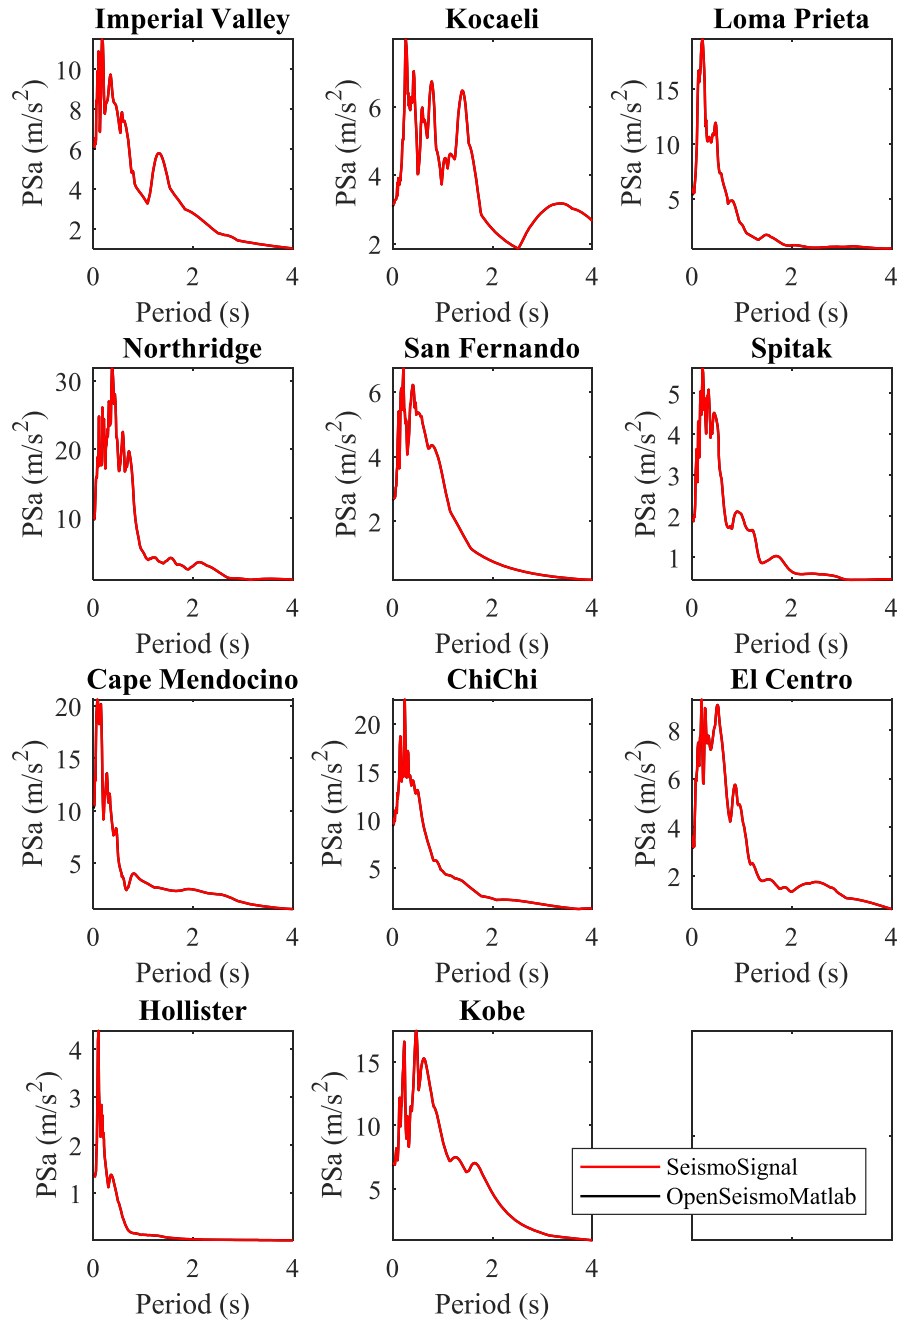 Imperial Valley
PSa (m/s²)
10
8
6
4
2
0 2 4
Period (s)
Kocaeli
PSa (m/s²)
6
4
2
0 2 4
Period (s)
Loma Prieta
PSa (m/s²)
15
10
5
0 2 4
Period (s)
Northridge
PSa (m/s²)
30
20
10
0 2 4
Period (s)
San Fernando
PSa (m/s²)
6
4
2
0 2 4
Period (s)
Spitak
PSa (m/s²)
5
4
3
2
1
0 2 4
Period (s)
Cape Mendocino
PSa (m/s²)
20
15
10
5
0 2 4
Period (s)
ChiChi
PSa (m/s²)
20
15
10
5
0 2 4
Period (s)
El Centro
PSa (m/s²)
8
6
4
2
0 2 4
Period (s)
Hollister
PSa (m/s²)
4
3
2
1
0 2 4
Period (s)
Kobe
PSa (m/s²)
15
10
5
0 2 4
Period (s)
SeismoSignal
OpenSeismoMatlab